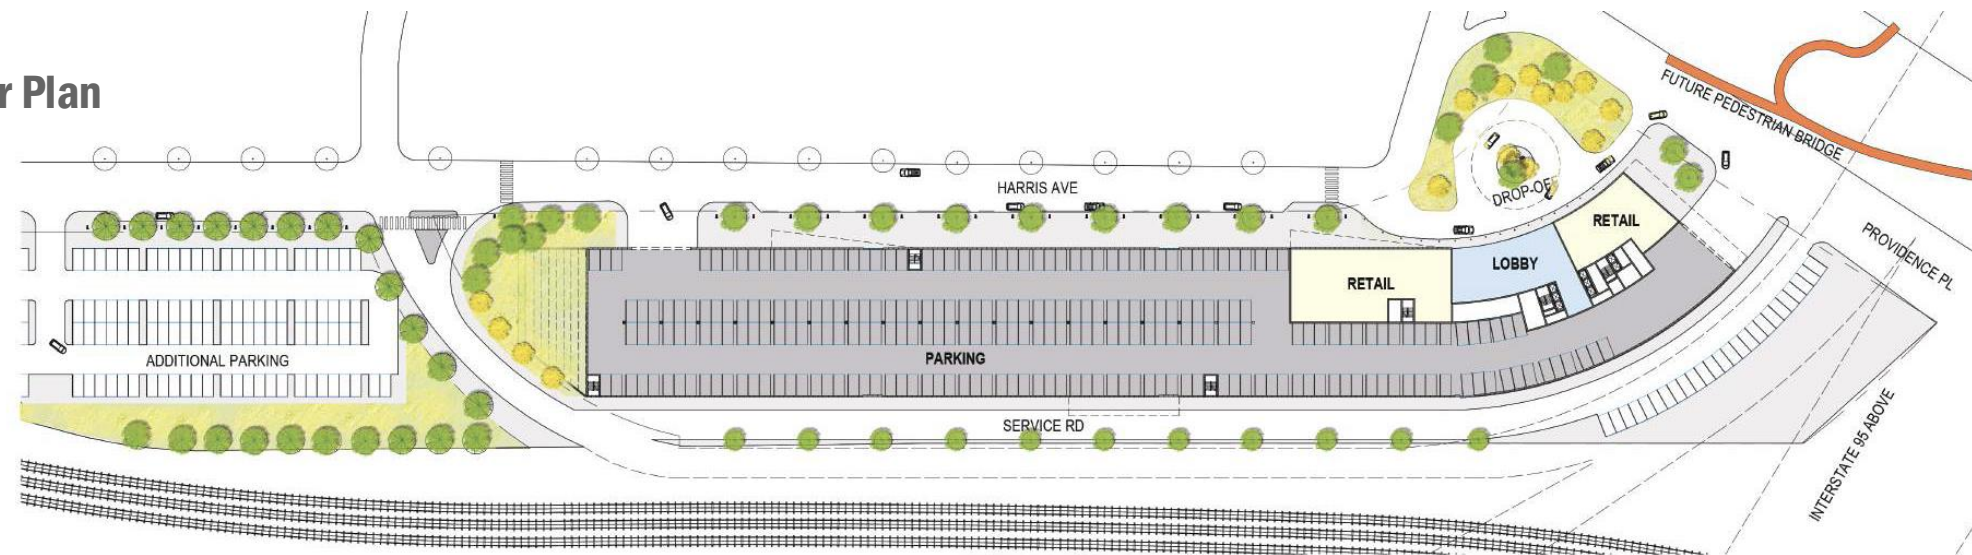 r Plan
FUTURE PEDESTRIAN BRIDGE
HARRIS AVE
DROP-OFF
RETAIL
PROVIDENCE PL
LOBBY
RETAIL
ADDITIONAL PARKING
PARKING
SERVICE RD
INTERSTATE 95 ABOVE